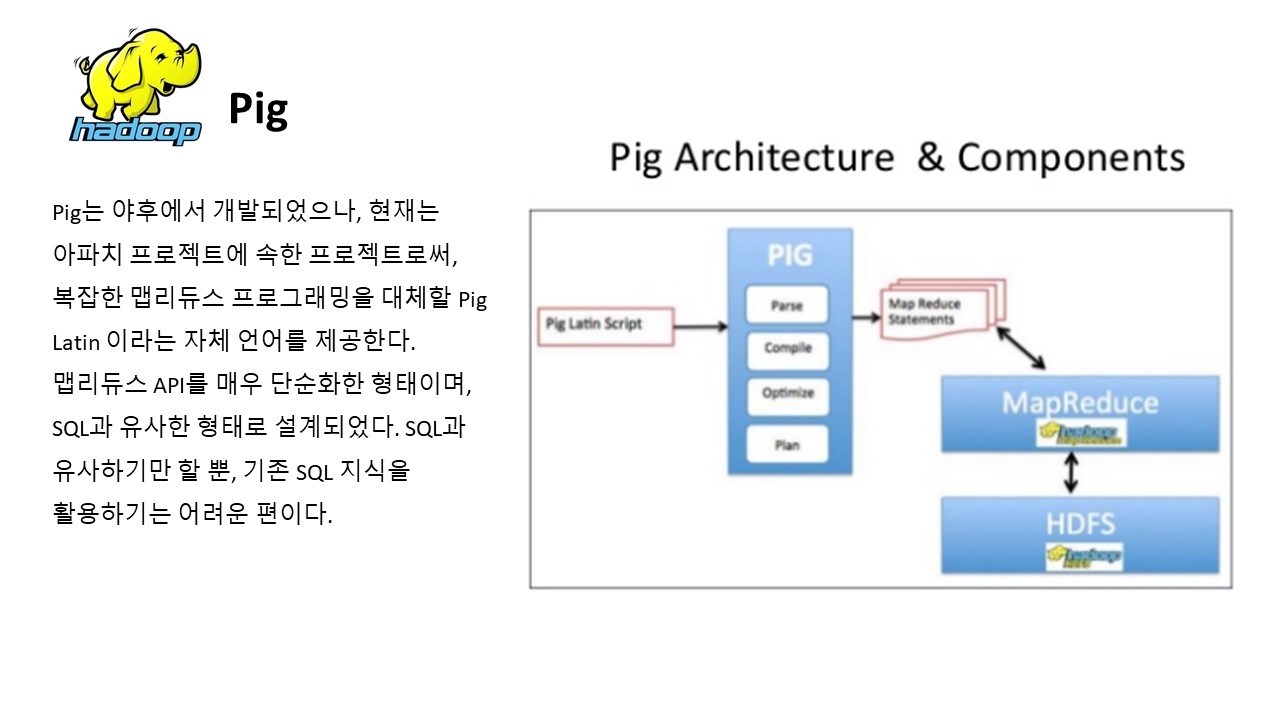 hadoop
Pig
Pig Architecture & Components
Pig는 야후에서 개발되었으나, 현재는
아파치 프로젝트에 속한 프로젝트로써,
복잡한 맵리듀스 프로그래밍을 대체할 Pig
Latin 이라는 자체 언어를 제공한다.
맵리듀스 API를 매우 단순화한 형태이며,
SQL과 유사한 형태로 설계되었다. SQL과
유사하기만 할 뿐, 기존 SQL 지식을
활용하기는 어려운 편이다.
Pig Latin Script
PIG
Parse
Compile
Optimize
Plan
Map Reduce
Statements
MapReduce
hadoop
HDFS
hadoop
HDFS